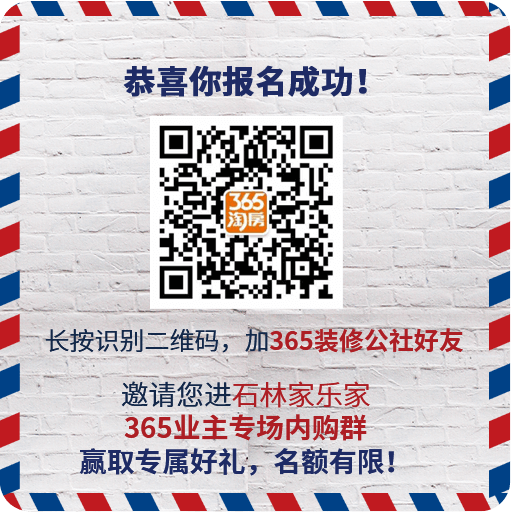 恭喜你报名成功！
365
淘房
长按识别二维码，加365装修公社好友
邀请您进石林家乐家
365业主专场内购群
赢取专属好礼，名额有限！